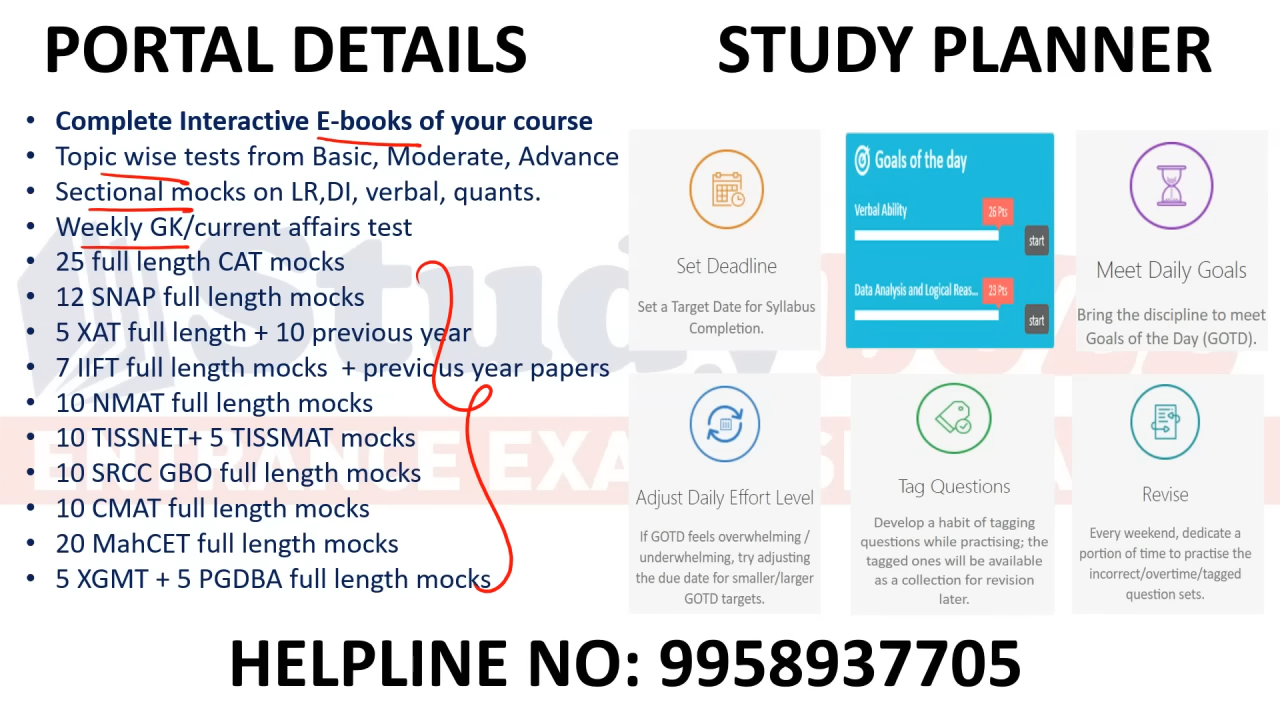 PORTAL DETAILS
• Complete Interactive E-books of your course
• Topic wise tests from Basic, Moderate, Advance
• Sectional mocks on LR,DI, verbal, quants.
• Weekly GK/current affairs test
• 25 full length CAT mocks
• 12 SNAP full length mocks
• 5 XAT full length + 10 previous year
• 7 IIFT full length mocks + previous year papers
• 10 NMAT full length mocks
• 10 TISSNET+ 5 TISSMAT mocks
• 10 SRCC GBO full length mocks
• 10 CMAT full length mocks
• 20 MahCET full length mocks
• 5 XGMT + 5 PGDBA full length mocks
STUDY PLANNER
Set Deadline
Set a Target Date for Syllabus
Completion.
Goals of the day
Verbal Ability
26 Pts
start
Data Analysis and Logical Reas...
23 Pts
start
Meet Daily Goals
Bring the discipline to meet
Goals of the Day (GOTD).
Adjust Daily Effort Level
If GOTD feels overwhelming /
underwhelming, try adjusting
the due date for smaller/larger
GOTD targets.
Tag Questions
Develop a habit of tagging
questions while practising; the
tagged ones will be available
as a collection for revision
later.
Revise
Every weekend, dedicate a
portion of time to practise the
incorrect/overtime/tagged
question sets.
HELPLINE NO: 9958937705